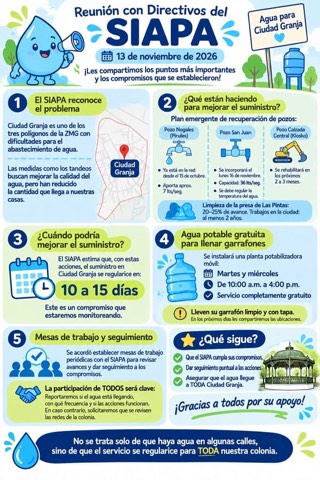 Reunión con Directivos del
SIAPA
13 de noviembre de 2026
¡Les compartimos los puntos más importantes
y los compromisos que se establecieron!
Agua para
Ciudad Granja
1
El SIAPA reconoce
el problema
Ciudad Granja es uno de los
tres polígonos de la ZMG con
dificultades para el
abastecimiento de agua.
Las medidas como los tandeos
buscan mejorar la calidad del
agua, pero han reducido la
cantidad que llega a nuestras
casas.
Ciudad
Granja
2
¿Qué están haciendo
para mejorar el suministro?
Plan emergente de recuperación de pozos:
Pozo Nogales
(Pirules)
Ya está en la red
desde el 15 de octubre.
Aporta aprox.
7 lts/seg.
Pozo San Juan
Se incorporará el
lunes 16 de noviembre.
Capacidad: 36 lts/seg.
Se debe regular la
temperatura del agua.
Pozo Calzada
Central
Se rehabilitará en
los próximos
2 a 3 meses.
Limpieza de la presa de Las Pintas:
20–25% de avance. Trabajos en la ciudad:
al menos 2 años.
3
¿Cuándo podría
mejorar el suministro?
El SIAPA estima que, con estas
acciones, el suministro en
Ciudad Granja se regularice en:
10 a 15 días
Este es un compromiso que
estaremos monitoreando.
4
Agua potable gratuita
para llenar garrafones
Se instalará una planta potabilizadora
móvil:
Martes y miércoles
De 10:00 a.m. a 4:00 p.m.
Servicio completamente gratuito
Lleven su garrafón limpio y con tapa.
En los próximos días les compartiremos las ubicaciones.
5
Mesas de trabajo y seguimiento
Se acordó establecer mesas de trabajo
periódicas con el SIAPA para revisar
avances y dar seguimiento a los
compromisos.
La participación de TODOS será clave:
Reportaremos si el agua está llegando,
con qué frecuencia y si las acciones funcionan.
En caso contrario, solicitaremos que se revisen
las redes de la colonia.
¿Qué sigue?
Que el SIAPA cumpla sus compromisos.
Dar seguimiento puntual a las acciones.
Asegurar que el agua llegue
a TODA Ciudad Granja.
¡Gracias a todos por su apoyo!
No se trata solo de que haya agua en algunas calles,
sino de que el servicio se regularice para TODA nuestra colonia.